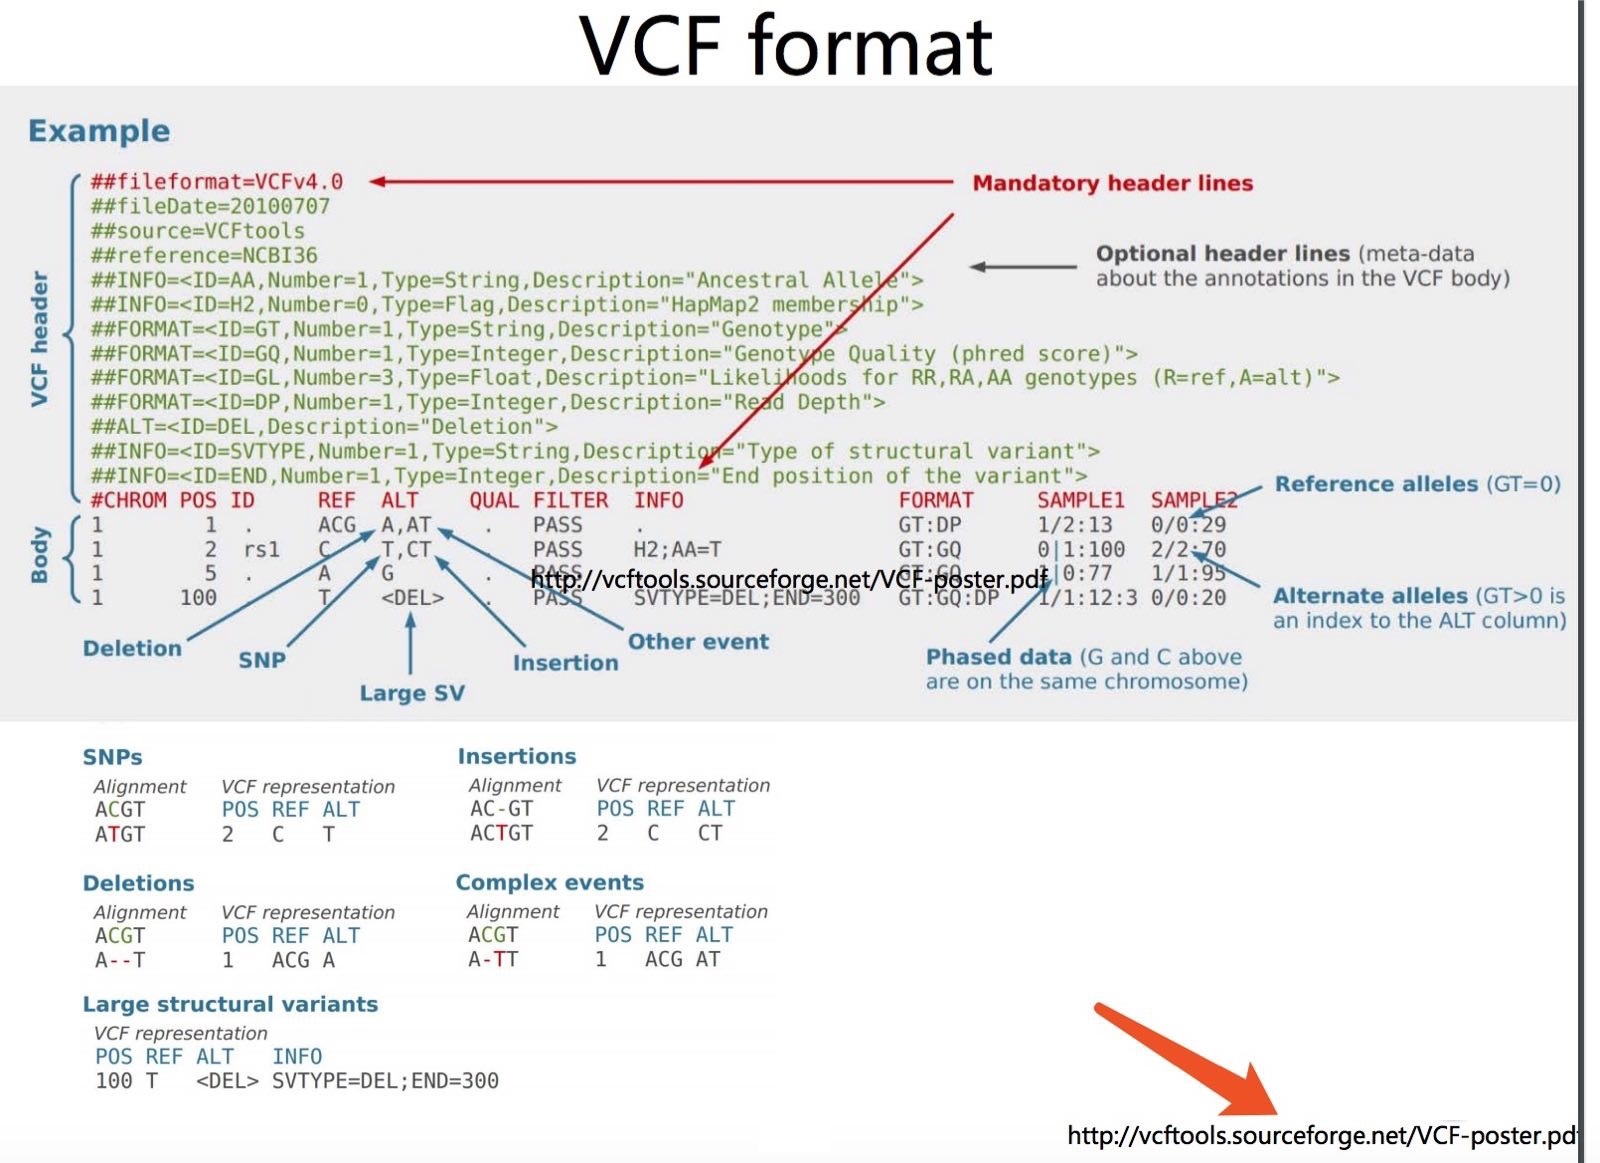 VCF format
Example
##fileformat=VCFv4.0
Mandatory header lines
##fileDate=20100707
##source=VCFtools
##reference=NCBI36
Optional header lines (meta-data
about the annotations in the VCF body)
##INFO=<ID=AA,Number=1,Type=String,Description="Ancestral Allele">
##INFO=<ID=H2,Number=0,Type=Flag,Description="HapMap2 membership">
##FORMAT=<ID=GT,Number=1,Type=String,Description="Genotype">
##FORMAT=<ID=GQ,Number=1,Type=Integer,Description="Genotype Quality (phred score)">
##FORMAT=<ID=GL,Number=3,Type=Float,Description="Likelihoods for RR,RA,AA genotypes (R=ref,A=alt)">
##FORMAT=<ID=DP,Number=1,Type=Integer,Description="Read Depth">
##ALT=<ID=DEL,Description="Deletion">
##INFO=<ID=SVTYPE,Number=1,Type=String,Description="Type of structural variant">
##INFO=<ID=END,Number=1,Type=Integer,Description="End position of the variant">
VCF header
#CHROM POS ID REF ALT QUAL FILTER INFO FORMAT SAMPLE1 SAMPLE2
Reference alleles (GT=0)
Body
1 1 . ACG A,AT . PASS . GT:DP 1/2:13 0/0:29
1 2 rs1 C T,CT . PASS H2;AA=T GT:GQ 0|1:100 2/2:70
1 5 . A G . PASS GT:GQ |0:77 1/1:95
http://vcftools.sourceforge.net/VCF-poster.pdf
1 100 T <DEL> . PASS SVTYPE=DEL;END=300 GT:GQ:DP 1/1:12:3 0/0:20
Alternate alleles (GT>0 is
an index to the ALT column)
Deletion
SNP
Large SV
Insertion
Other event
Phased data (G and C above
are on the same chromosome)
SNPs
Alignment VCF representation
ACGT POS REF ALT
ATGT 2 C T
Insertions
Alignment VCF representation
AC-GT POS REF ALT
ACTGT 2 C CT
Deletions
Alignment VCF representation
ACGT POS REF ALT
A--T 1 ACG A
Complex events
Alignment VCF representation
ACGT POS REF ALT
A-TT 1 ACG AT
Large structural variants
VCF representation
POS REF ALT INFO
100 T <DEL> SVTYPE=DEL;END=300
http://vcftools.sourceforge.net/VCF-poster.pd